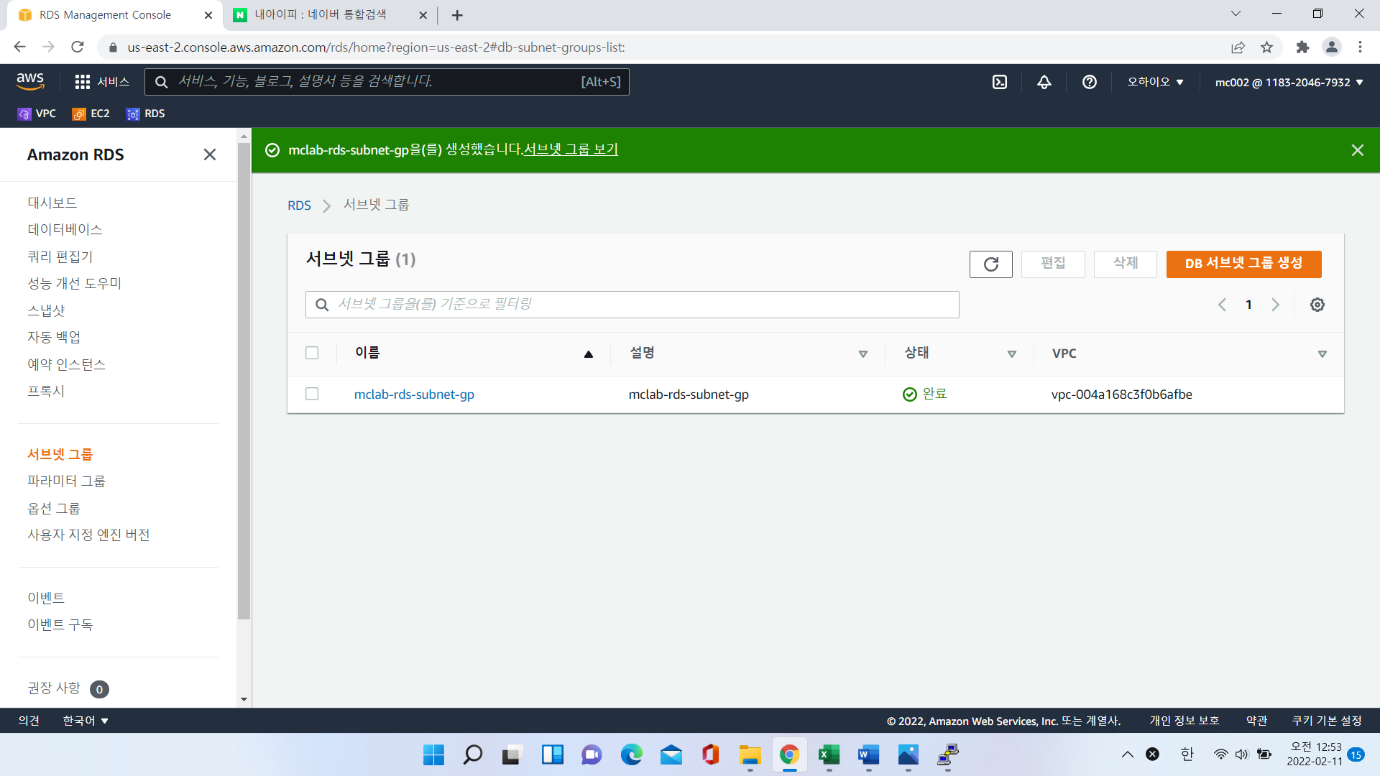 RDS Management Console
내아이피 : 네이버 통합검색
us-east-2.console.aws.amazon.com/rds/home?region=us-east-2#db-subnet-groups-list:
aws
서비스
서비스, 기능, 블로그, 설명서 등을 검색합니다.
[Alt+S]
오하이오
mc002 @ 1183-2046-7932
VPC
EC2
RDS
Amazon RDS
대시보드
데이터베이스
쿼리 편집기
성능 개선 도우미
스냅샷
자동 백업
예약 인스턴스
프록시
서브넷 그룹
파라미터 그룹
옵션 그룹
사용자 지정 엔진 버전
이벤트
이벤트 구독
권장 사항 0
mclab-rds-subnet-gp을(를) 생성했습니다.서브넷 그룹 보기
RDS
서브넷 그룹
서브넷 그룹 (1)
편집
삭제
DB 서브넷 그룹 생성
서브넷 그룹을(를) 기준으로 필터링
1
이름
설명
상태
VPC
mclab-rds-subnet-gp
mclab-rds-subnet-gp
완료
vpc-004a168c3f0b6afbe
의견
한국어
© 2022, Amazon Web Services, Inc. 또는 계열사.
개인 정보 보호
약관
쿠키 기본 설정
한
오전 12:53
2022-02-11
15